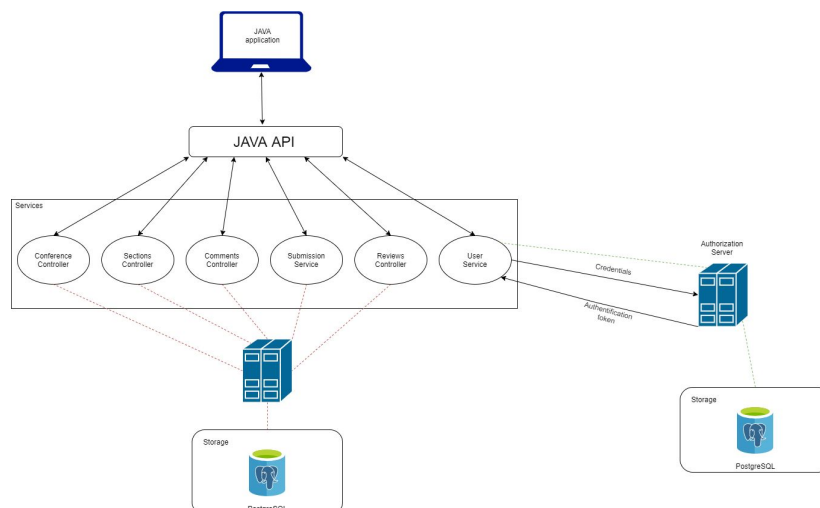 JAVA
application
JAVA API
Services
Conference
Controller
Sections
Controller
Comments
Controller
Submission
Service
Reviews
Controller
User
Service
Authorization
Server
Credentials
Authentification
token
Storage
PostgreSQL
Storage
PostgreSQL